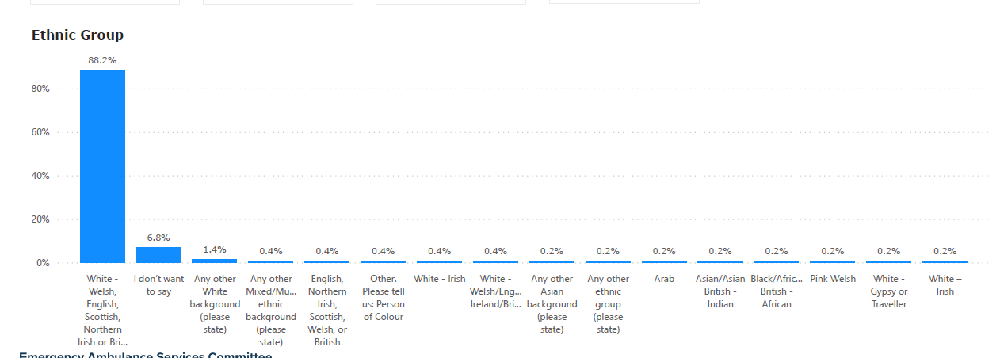 Ethnic Group
88.2%
80%
60%
40%
20%
0%
6.8%
1.4%
0.4%
0.4%
0.4%
0.4%
0.4%
0.2%
0.2%
0.2%
0.2%
0.2%
0.2%
0.2%
0.2%
White -
Welsh,
English,
Scottish,
Northern
Irish or Bri...
I don't want
to say
Any other
White
background
(please
state)
Any other
Mixed/Mu...
ethnic
background
(please
state)
English,
Northern
Irish,
Scottish,
Welsh, or
British
Other.
Please tell
us: Person
of Colour
White - Irish
White -
Welsh/Eng...
Ireland/Bri...
Any other
Asian
background
(please
state)
Any other
ethnic
group
(please
state)
Arab
Asian/Asian
British -
Indian
Black/Afric...
British -
African
Pink Welsh
White -
Gypsy or
Traveller
White –
Irish
Emergency Ambulance Services Committee